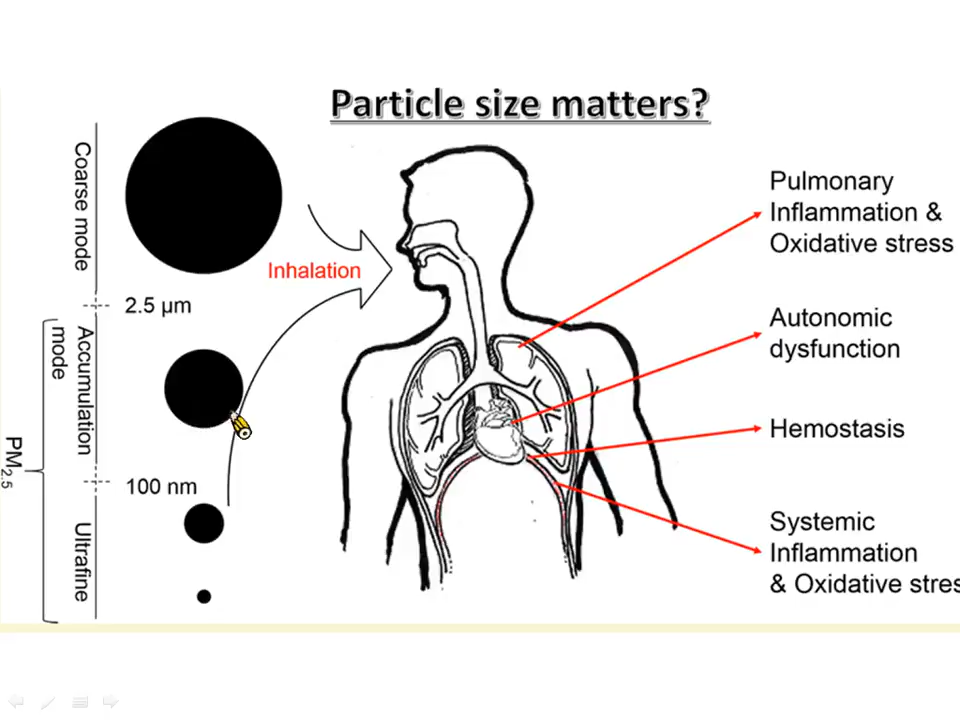 Particle size matters?
Coarse mode
2.5 µm
Accumulation
mode
100 nm
Ultrafine
PM2.5
Inhalation
Pulmonary
Inflammation &
Oxidative stress
Autonomic
dysfunction
Hemostasis
Systemic
Inflammation
& Oxidative stres